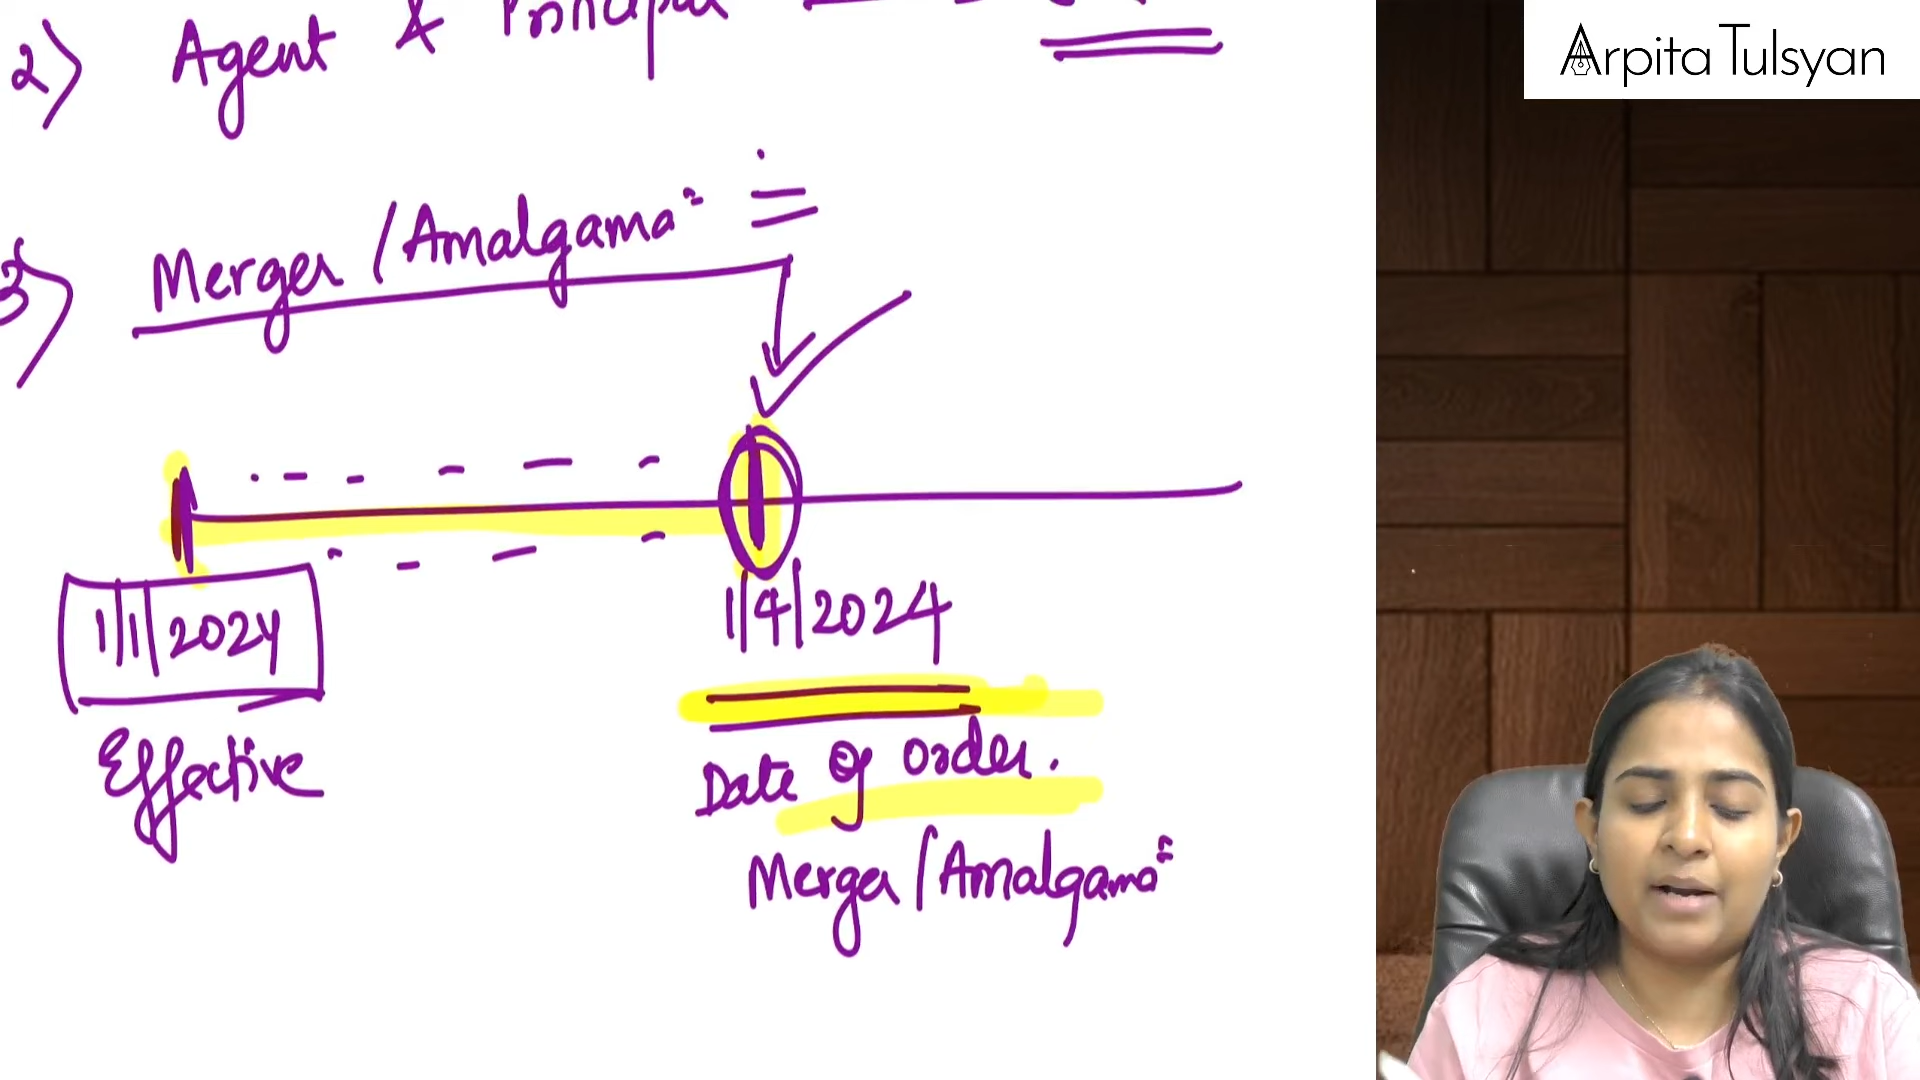 Arpita Tulsyan
2) Agent & Principal
3) Merger / Amalgama⁼
1/1/2024
1/4/2024
Effective
Date of order.
Merger / Amalgama⁼